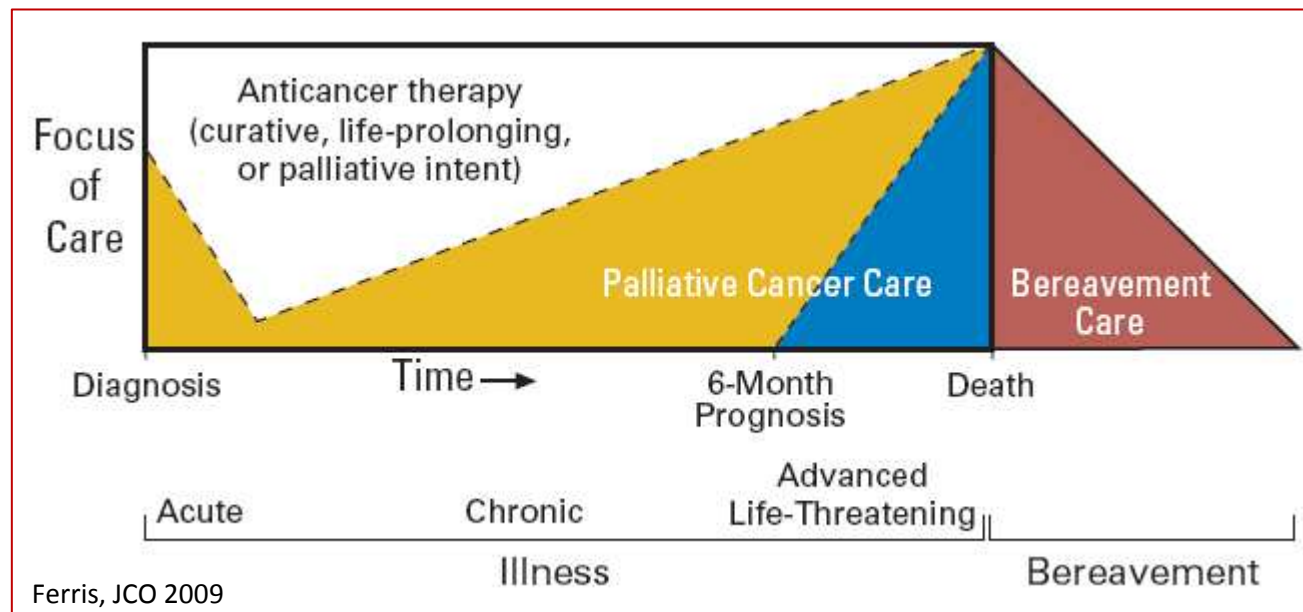 Focus
of
Care
Anticancer therapy
(curative, life-prolonging,
or palliative intent)
Palliative Cancer Care
Bereavement
Care
Diagnosis
Time
6-Month
Prognosis
Death
Acute
Chronic
Advanced
Life-Threatening
Illness
Bereavement
Ferris, JCO 2009